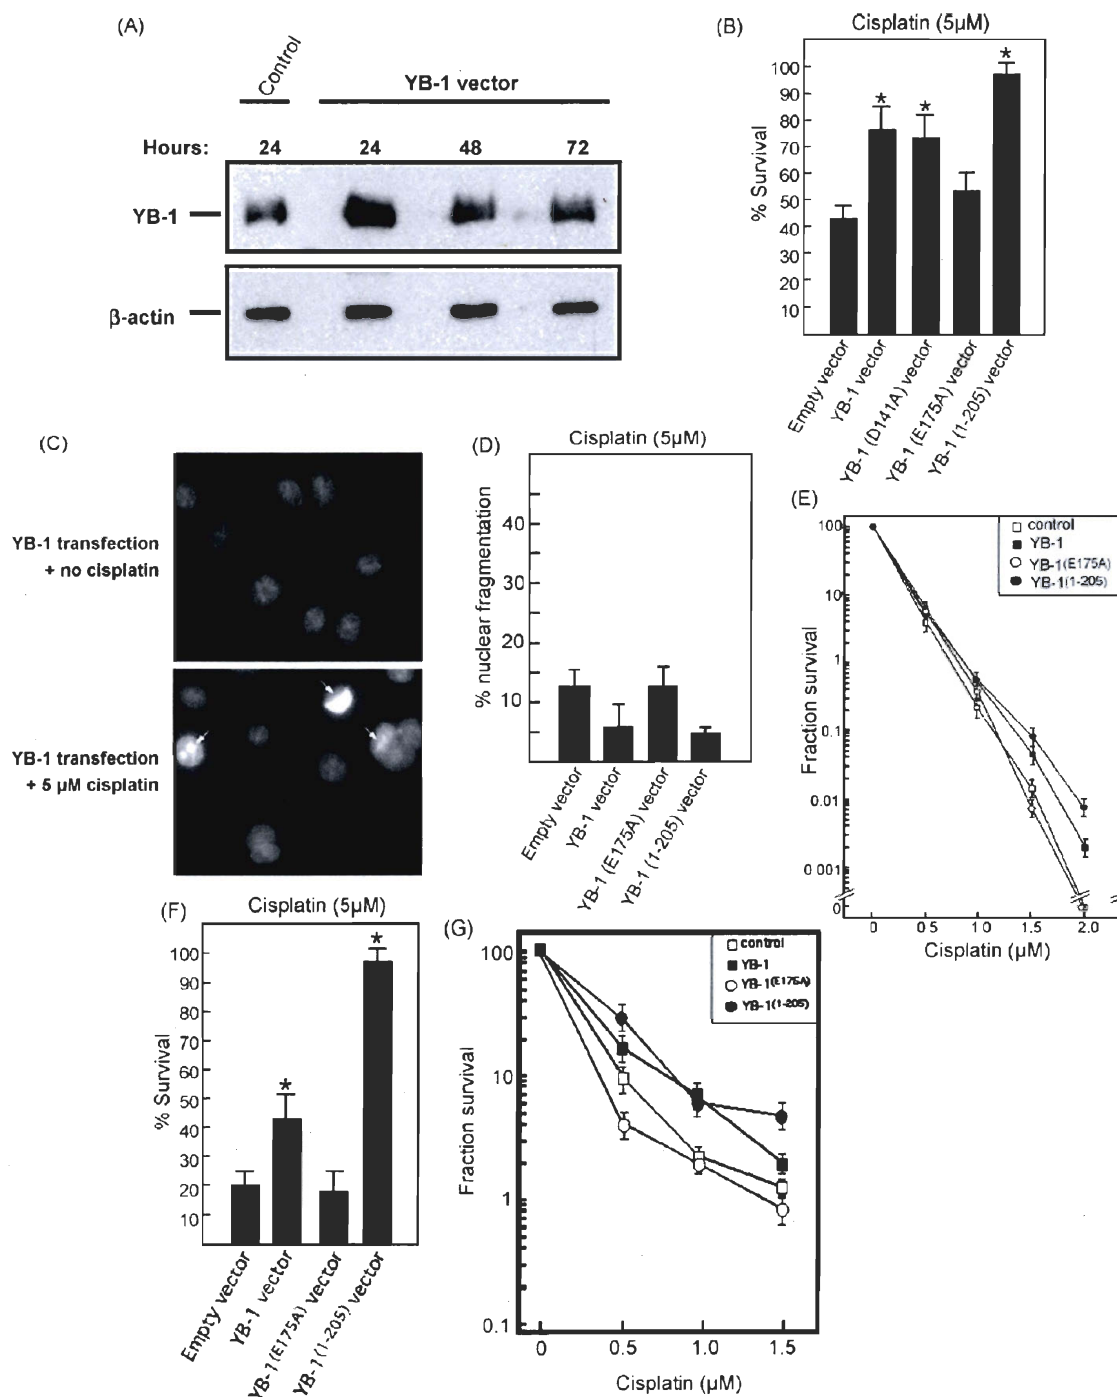 (A)
Control
YB-1 vector
Hours: 24 24 48 72
YB-1
β-actin
(B)
Cisplatin (5µM)
% Survival
100
90
80
70
60
50
40
30
20
10
* * *
Empty vector
YB-1 vector
YB-1 (D141A) vector
YB-1 (E175A) vector
YB-1 (1-205) vector
(C)
YB-1 transfection
+ no cisplatin
YB-1 transfection
+ 5 µM cisplatin
(D)
Cisplatin (5µM)
% nuclear fragmentation
40
30
20
10
Empty vector
YB-1 vector
YB-1 (E175A) vector
YB-1 (1-205) vector
(E)
control
YB-1
YB-1(E175A)
YB-1(1-205)
Fraction survival
100
10
1
0.1
0.01
0 001
0
0 0 5 1.0 1.5 2.0
Cisplatin (µM)
(F)
Cisplatin (5µM)
% Survival
100
90
80
70
60
50
40
30
20
10
* *
Empty vector
YB-1 vector
YB-1 (E175A) vector
YB-1 (1-205) vector
(G)
control
YB-1
YB-1(E175A)
YB-1(1-205)
Fraction survival
100
10
1
0.1
0 0.5 1.0 1.5
Cisplatin (µM)